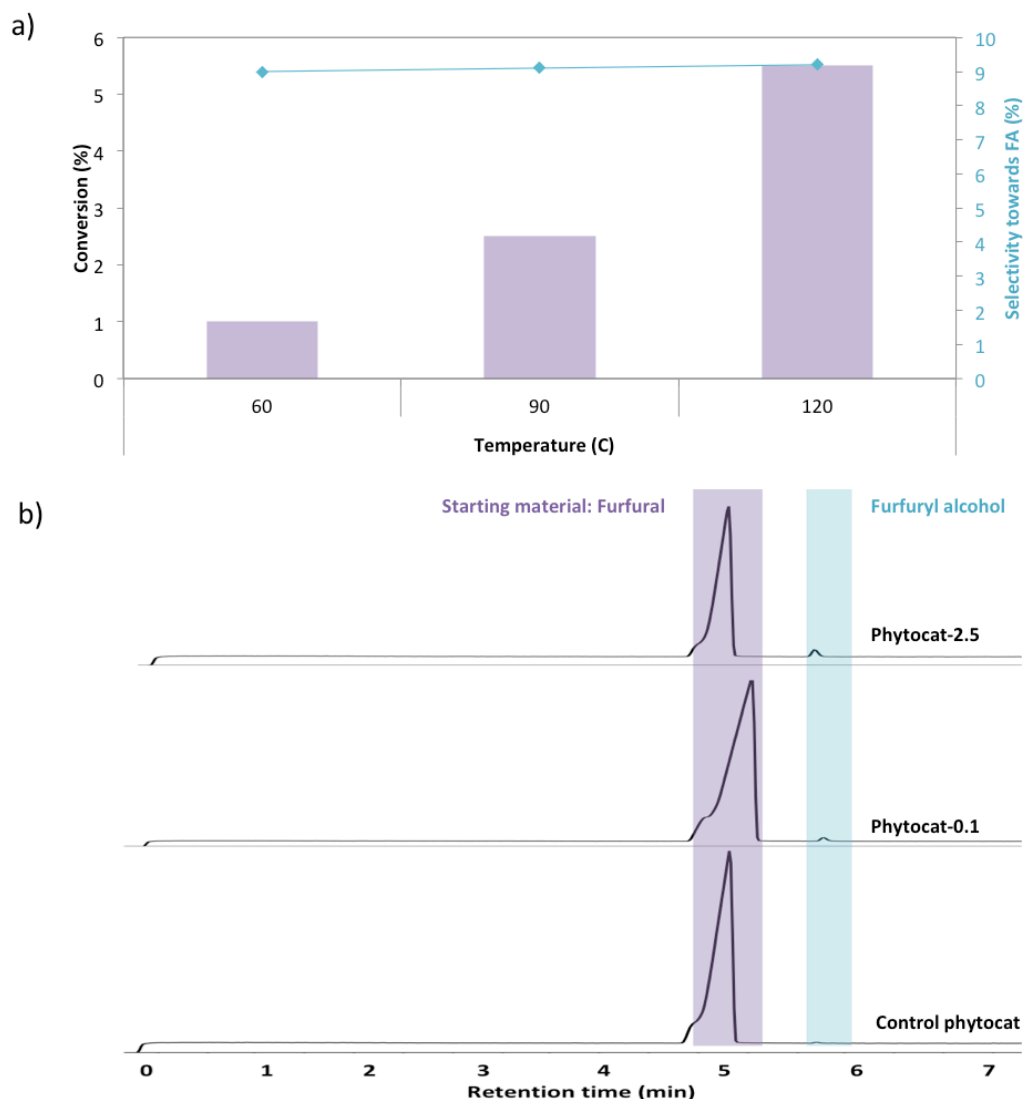 a)
Conversion (%)
6
5
4
3
2
1
0
10
9
8
7
6
5
4
3
2
1
0
Selectivity towards FA (%)
60 90 120
Temperature (C)
b)
Starting material: Furfural
Furfuryl alcohol
Phytocat-2.5
Phytocat-0.1
Control phytocat
0 1 2 3 4 5 6 7
Retention time (min)